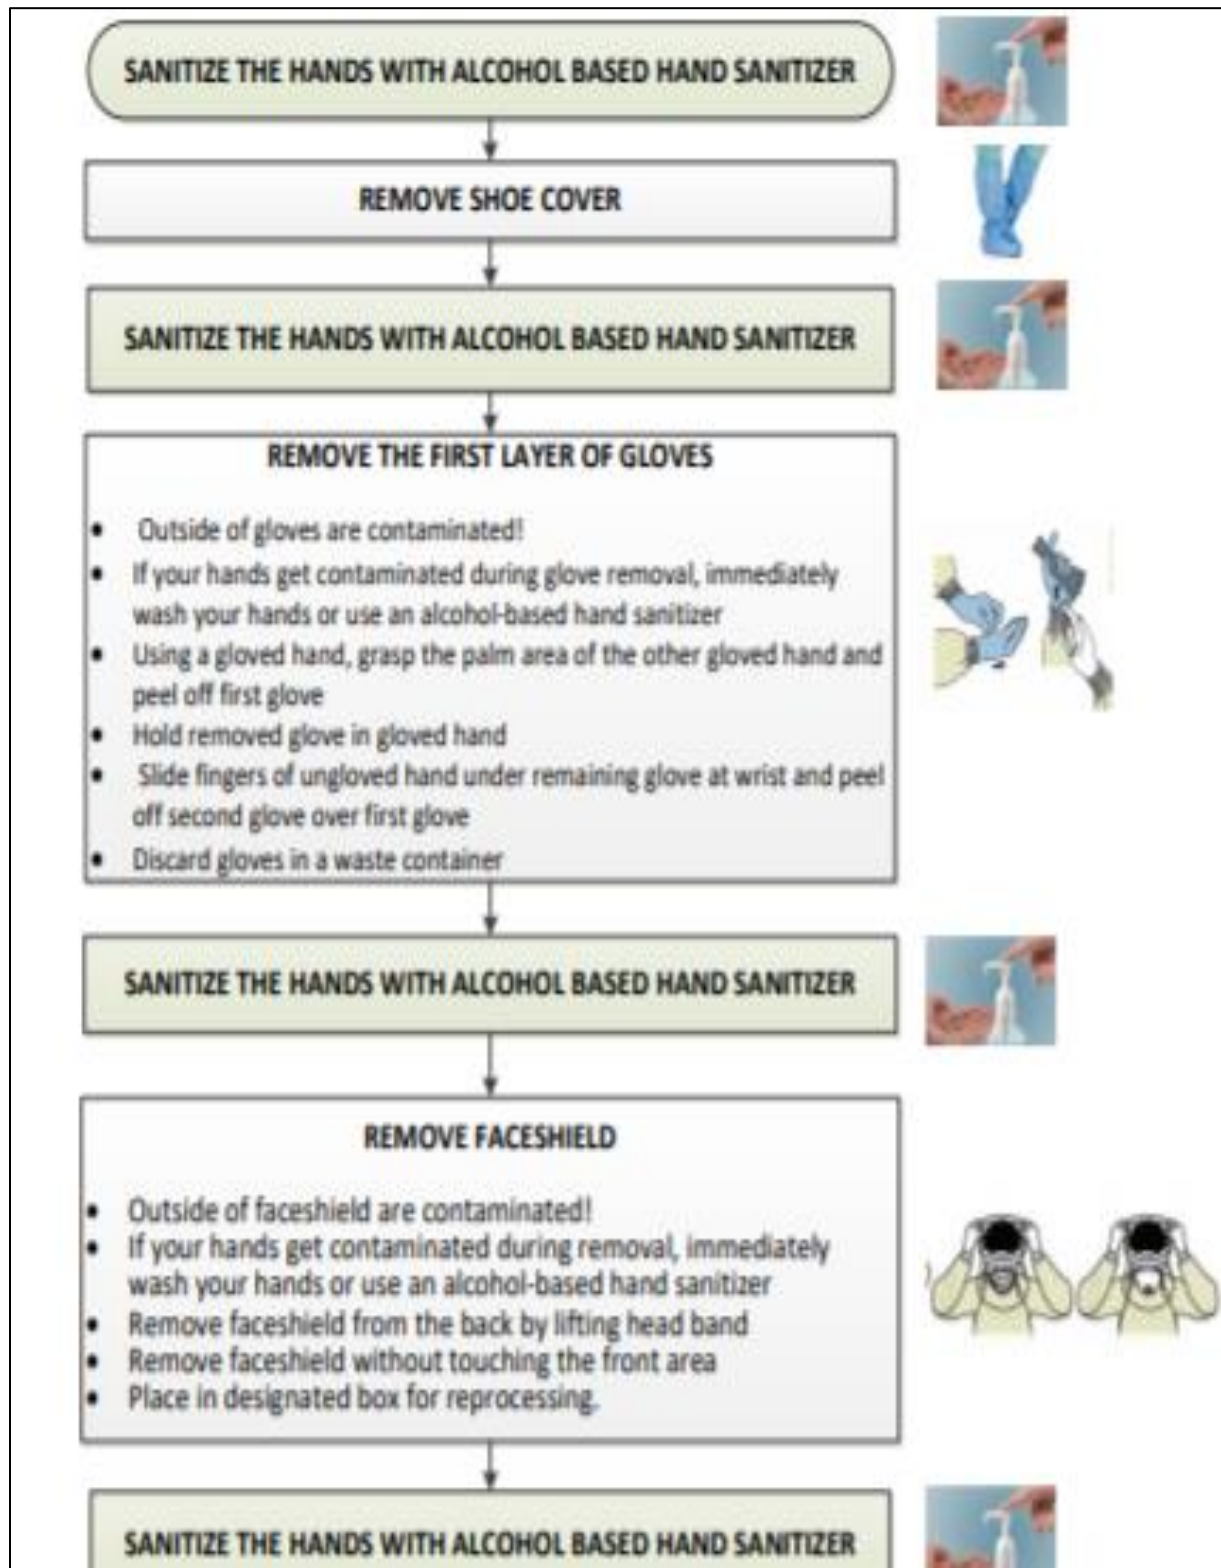 SANITIZE THE HANDS WITH ALCOHOL BASED HAND SANITIZER
REMOVE SHOE COVER
SANITIZE THE HANDS WITH ALCOHOL BASED HAND SANITIZER
REMOVE THE FIRST LAYER OF GLOVES
• Outside of gloves are contaminated!
• If your hands get contaminated during glove removal, immediately
wash your hands or use an alcohol-based hand sanitizer
• Using a gloved hand, grasp the palm area of the other gloved hand and
peel off first glove
• Hold removed glove in gloved hand
• Slide fingers of ungloved hand under remaining glove at wrist and peel
off second glove over first glove
• Discard gloves in a waste container
SANITIZE THE HANDS WITH ALCOHOL BASED HAND SANITIZER
REMOVE FACESHIELD
• Outside of faceshield are contaminated!
• If your hands get contaminated during removal, immediately
wash your hands or use an alcohol-based hand sanitizer
• Remove faceshield from the back by lifting head band
• Remove faceshield without touching the front area
• Place in designated box for reprocessing.
SANITIZE THE HANDS WITH ALCOHOL BASED HAND SANITIZER